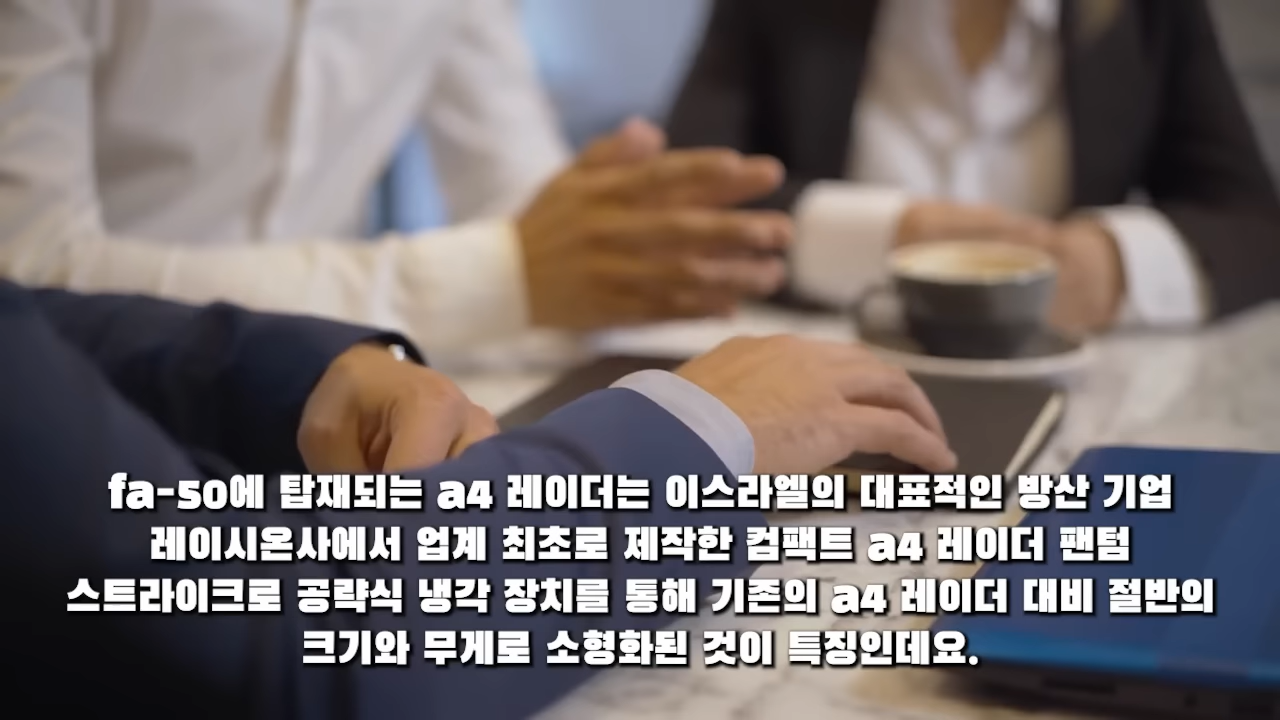 fa-50에 탑재되는 a4 레이더는 이스라엘의 대표적인 방산 기업
레이시온사에서 업계 최초로 제작한 컴팩트 a4 레이더 팬텀
스트라이크로 공략식 냉각 장치를 통해 기존의 a4 레이더 대비 절반의
크기와 무게로 소형화된 것이 특징인데요.